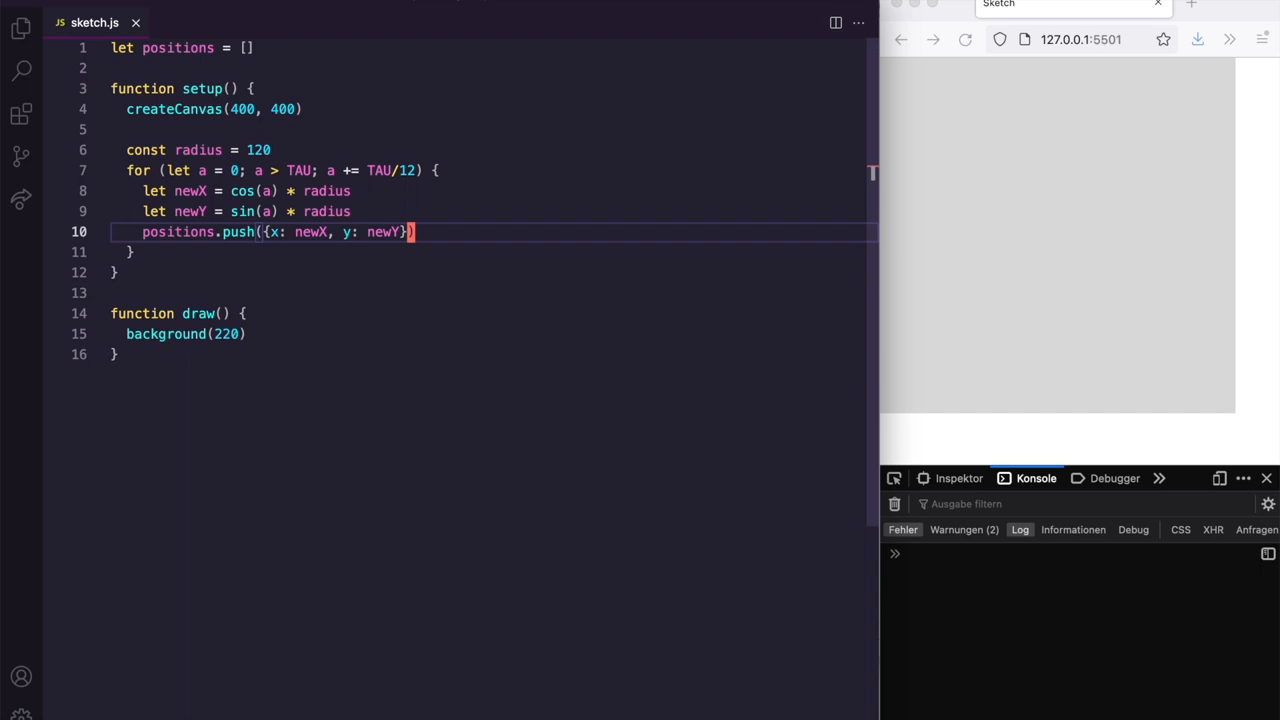 JS sketch.js
Sketch
127.0.0.1:5501
1 let positions = []
2
3 function setup() {
4 createCanvas(400, 400)
5
6 const radius = 120
7 for (let a = 0; a > TAU; a += TAU/12) {
8 let newX = cos(a) * radius
9 let newY = sin(a) * radius
10 positions.push({x: newX, y: newY})
11 }
12 }
13
14 function draw() {
15 background(220)
16 }
T
Inspektor Konsole Debugger
Ausgabe filtern
Fehler Warnungen (2) Log Informationen Debug CSS XHR Anfragen